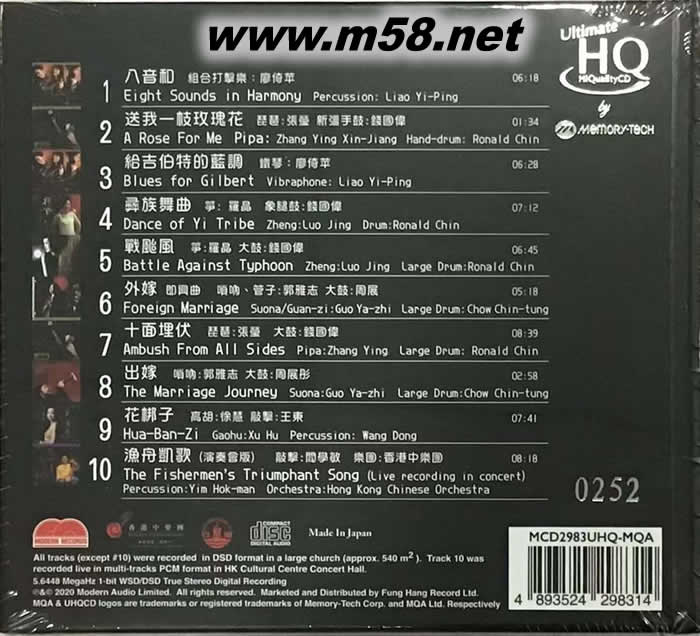 www.m58.net
Ultimate
HQ
HiQualityCD
by
MEMORY-TECH
1 八音和 組合打擊樂：廖倚苹 06:18
Eight Sounds in Harmony Percussion: Liao Yi-Ping
2 送我一枝玫瑰花 琵琶:張瑩 新彊手鼓:錢國偉 01:34
A Rose For Me Pipa: Zhang Ying Xin-Jiang Hand-drum: Ronald Chin
3 給吉伯特的藍調 鐵琴：廖倚苹 06:28
Blues for Gilbert Vibraphone: Liao Yi-Ping
4 彝族舞曲 箏：羅晶 象腳鼓:錢國偉 07:12
Dance of Yi Tribe Zheng:Luo Jing Drum:Ronald Chin
5 戰颱風 箏:羅晶 大鼓:錢國偉 06:45
Battle Against Typhoon Zheng:Luo Jing Large Drum:Ronald Chin
6 外嫁 即興曲 嗩吶、管子:郭雅志 大鼓:周展 05:18
Foreign Marriage Suona/Guan-zi:Guo Ya-zhi Large Drum:Chow Chin-tung
7 十面埋伏 琵琶:張瑩 大鼓:錢國偉 08:39
Ambush From All Sides Pipa:Zhang Ying Large Drum: Ronald Chin
8 出嫁 嗩吶:郭雅志 大鼓:周展彤 02:58
The Marriage Journey Suona:Guo Ya-zhi Large Drum:Chow Chin-tung
9 花梆子 高胡:徐慧 敲擊:王東 07:41
Hua-Ban-Zi Gaohu:Xu Hu Percussion: Wang Dong
10 漁舟凱歌 (演奏會版) 敲擊:閻學敏 樂團:香港中樂團 08:18
The Fishermen's Triumphant Song (Live recording in concert)
Percussion:Yim Hok-man Orchestra:Hong Kong Chinese Orchestra
0252
MODERN RECORDS
香港中樂團
COMPACT
disc
DIGITAL AUDIO
Made In Japan
MCD2983UHQ-MQA
4 893524 298314
All tracks (except #10) were recorded in DSD format in a large church (approx. 540 m²). Track 10 was
recorded live in multi-tracks PCM format in HK Cultural Centre Concert Hall.
5.6448 MegaHz 1-bit WSD/DSD True Stereo Digital Recording
℗&© 2020 Modern Audio Limited. All rights reserved. Marketed and Distributed by Fung Hang Record Ltd.
MQA & UHQCD logos are trademarks or registered trademarks of Memory-Tech Corp. and MQA Ltd. Respectively